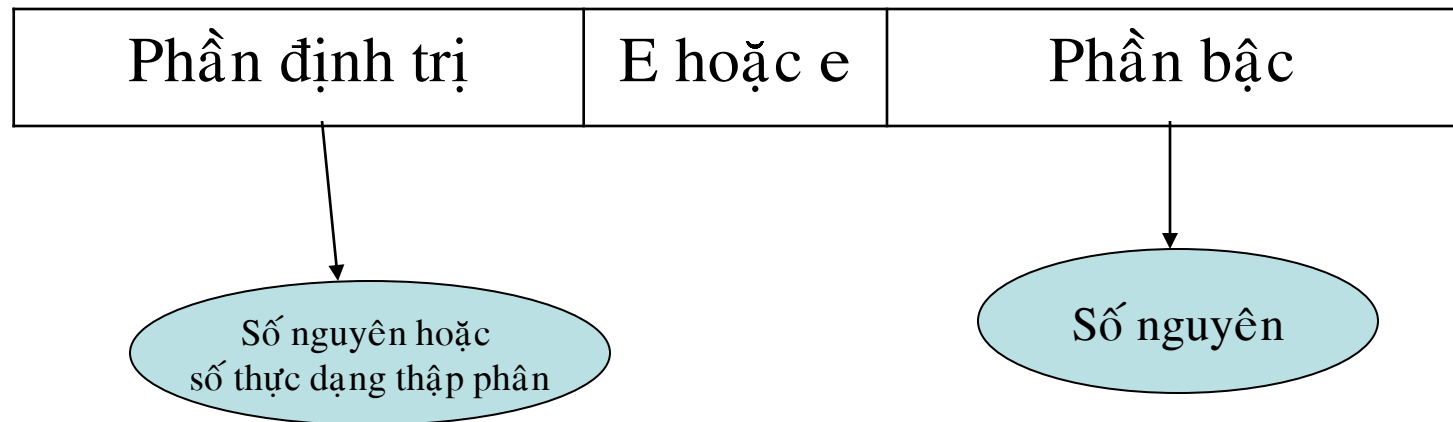 Phần định trị
E hoặc e
Phần bậc
Số nguyên hoặc
số thực dạng thập phân
Số nguyên